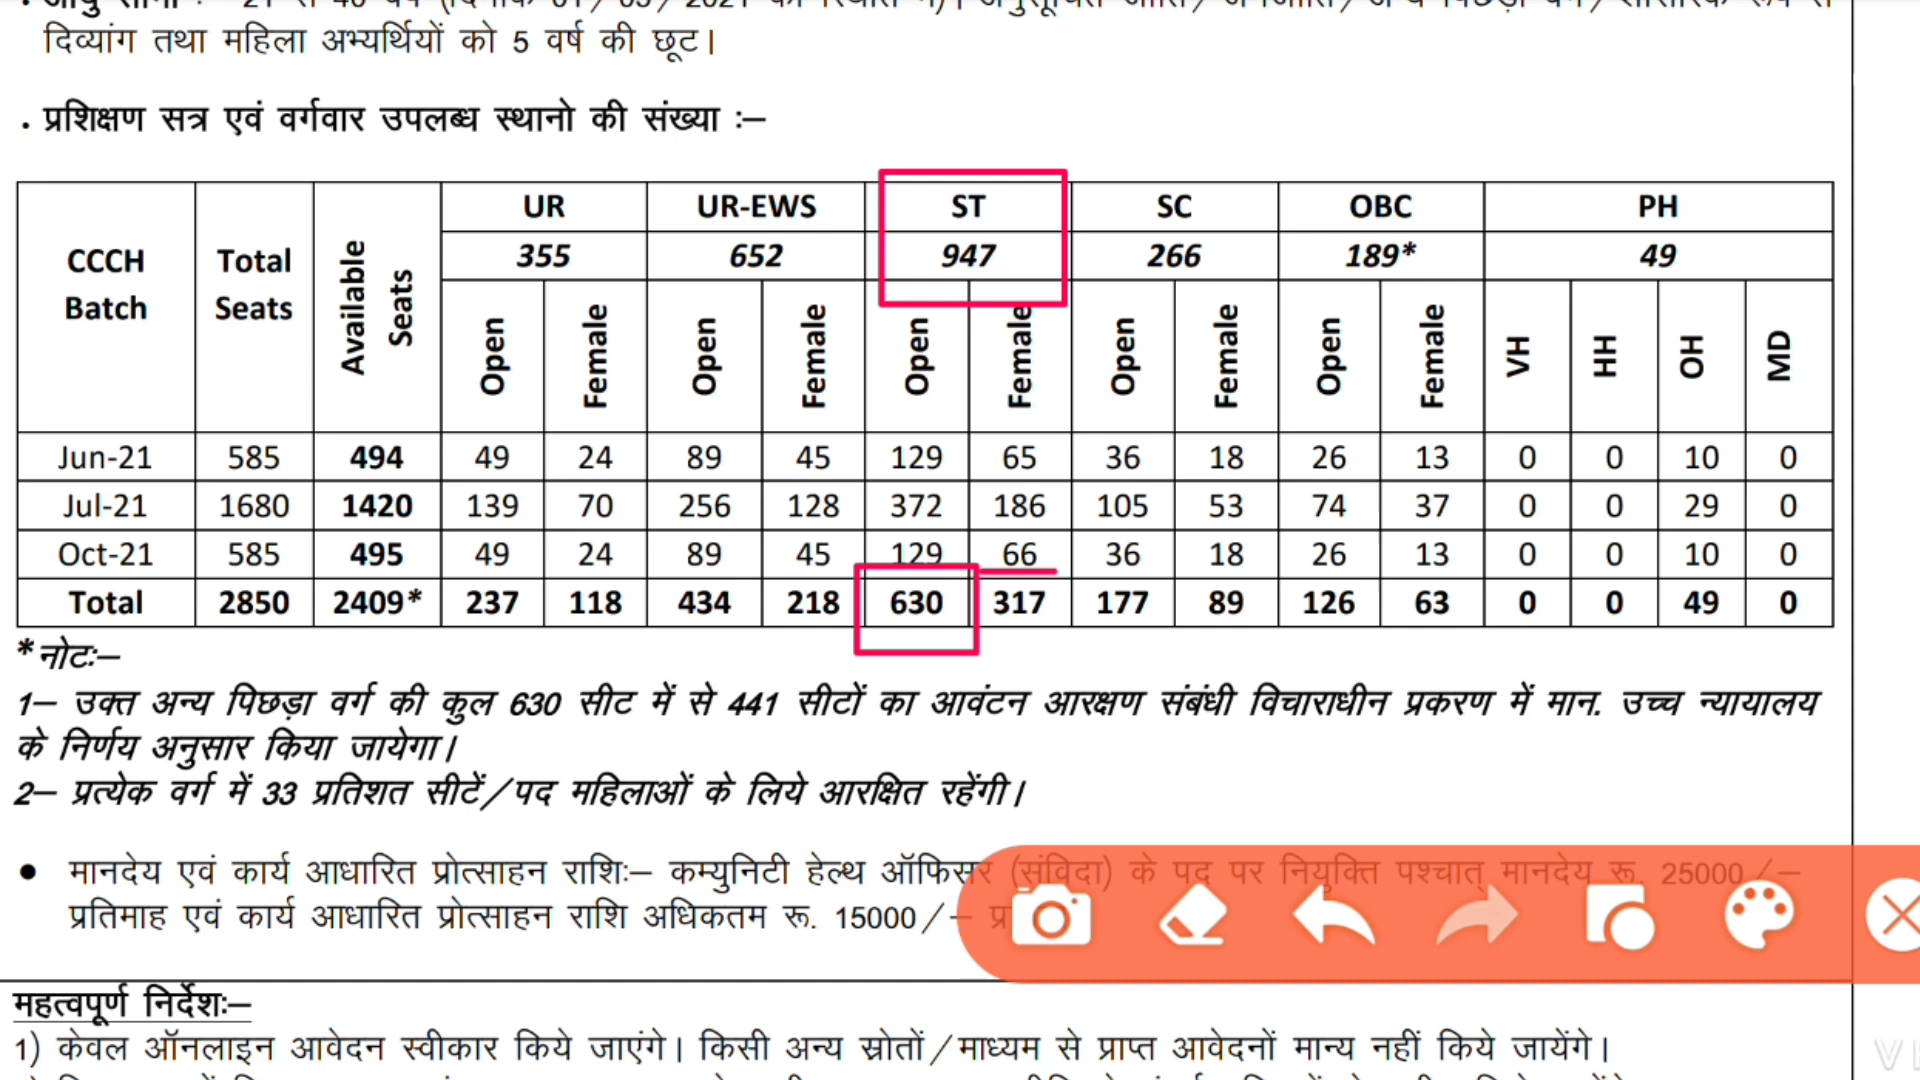 दिव्यांग तथा महिला अभ्यर्थियों को 5 वर्ष की छूट।
. प्रशिक्षण सत्र एवं वर्गवार उपलब्ध स्थानो की संख्या :–
CCCH Batch Total Seats Available Seats UR UR-EWS ST SC OBC PH
355 652 947 266 189* 49
Open Female Open Female Open Female Open Female Open Female VH HH OH MD
Jun-21 585 494 49 24 89 45 129 65 36 18 26 13 0 0 10 0
Jul-21 1680 1420 139 70 256 128 372 186 105 53 74 37 0 0 29 0
Oct-21 585 495 49 24 89 45 129 66 36 18 26 13 0 0 10 0
Total 2850 2409* 237 118 434 218 630 317 177 89 126 63 0 0 49 0
*नोटः–
1– उक्त अन्य पिछड़ा वर्ग की कुल 630 सीट में से 441 सीटों का आवंटन आरक्षण संबंधी विचाराधीन प्रकरण में मान. उच्च न्यायालय
के निर्णय अनुसार किया जायेगा।
2– प्रत्येक वर्ग में 33 प्रतिशत सीटें/पद महिलाओं के लिये आरक्षित रहेंगी।
● मानदेय एवं कार्य आधारित प्रोत्साहन राशिः– कम्युनिटी हेल्थ ऑफिसर (संविदा) के पद पर नियुक्ति पश्चात् मानदेय रू. 25000/–
प्रतिमाह एवं कार्य आधारित प्रोत्साहन राशि अधिकतम रू. 15000/–
महत्वपूर्ण निर्देशः–
1) केवल ऑनलाइन आवेदन स्वीकार किये जाएंगे। किसी अन्य स्रोतों/माध्यम से प्राप्त आवेदनों मान्य नहीं किये जायेंगे।